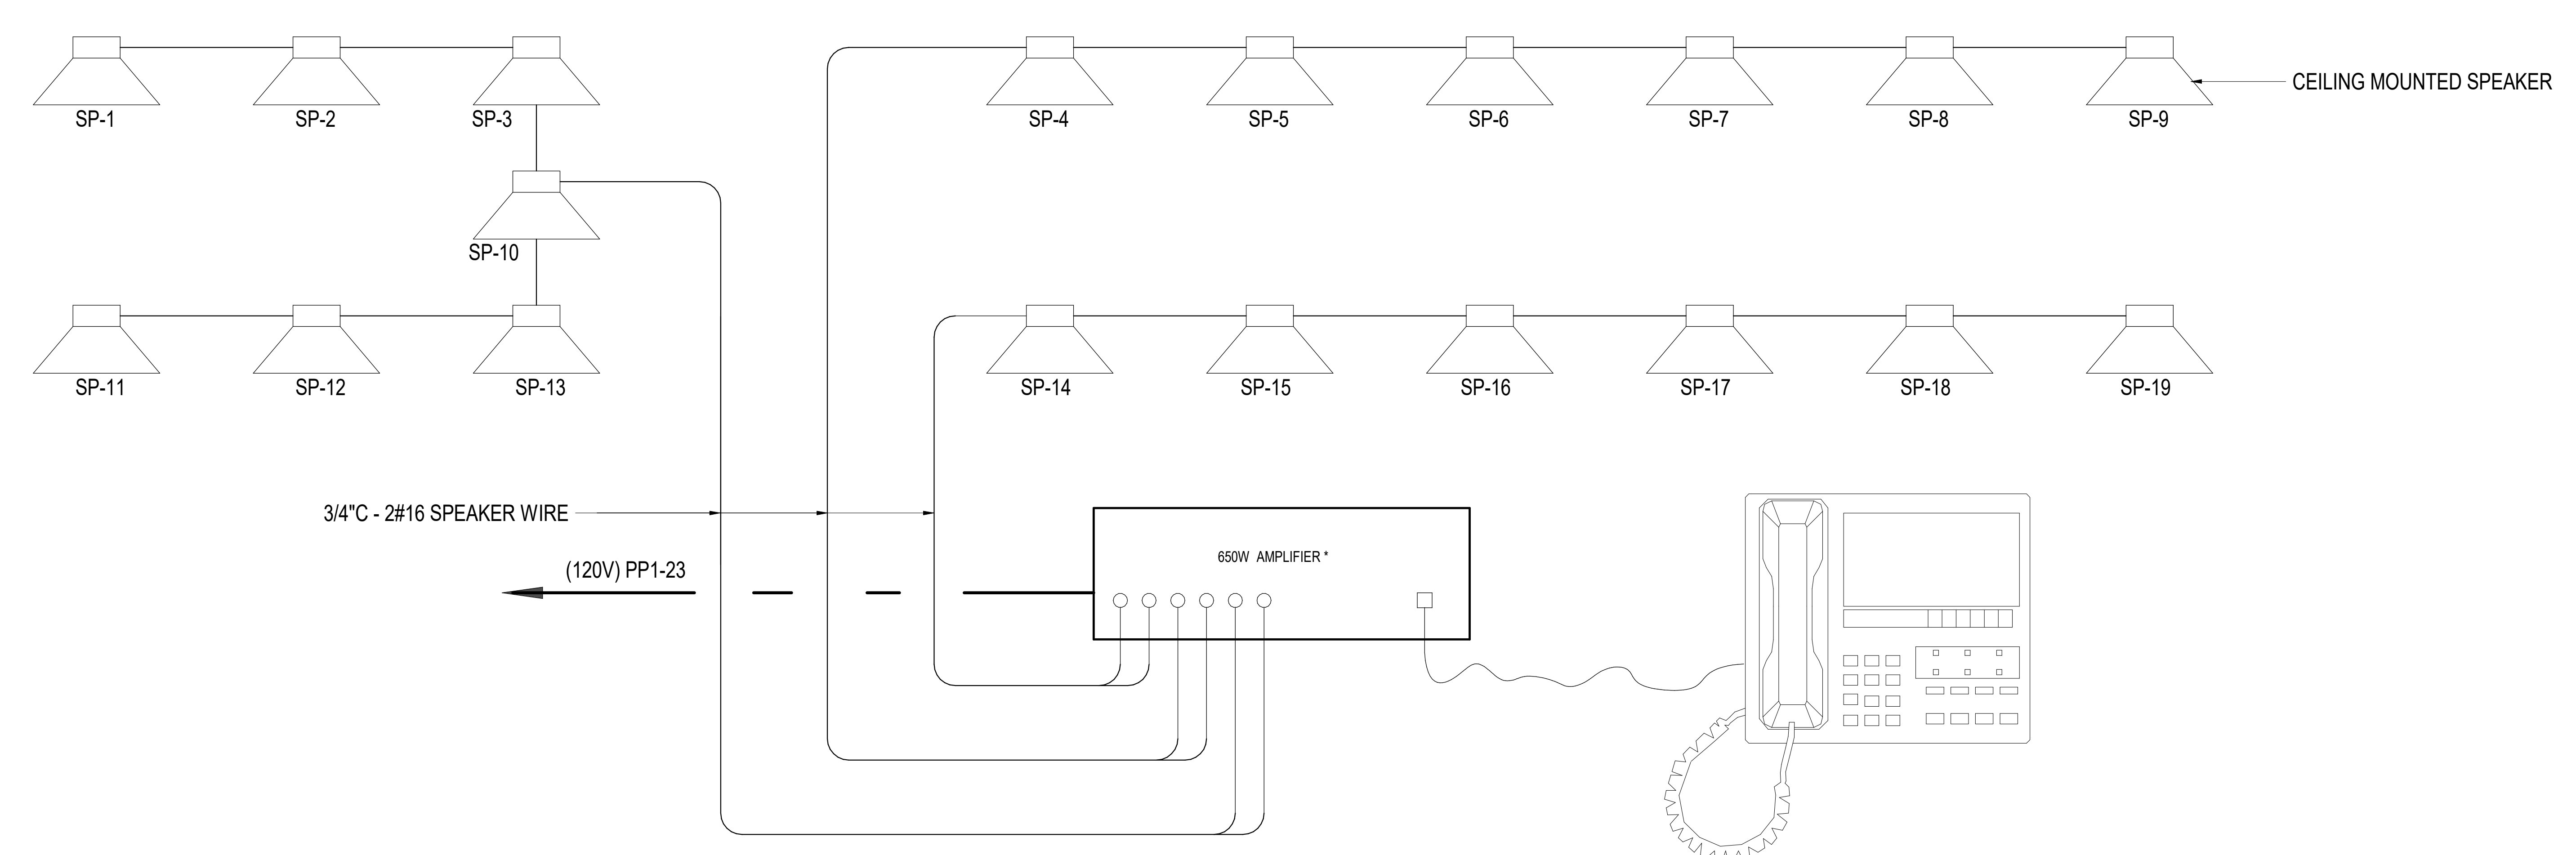 CEILING MOUNTED SPEAKER
SP-1
SP-2
SP-3
SP-4
SP-5
SP-6
SP-7
SP-8
SP-9
SP-10
SP-11
SP-12
SP-13
SP-14
SP-15
SP-16
SP-17
SP-18
SP-19
3/4"C - 2#16 SPEAKER WIRE
650W AMPLIFIER *
(120V) PP1-23